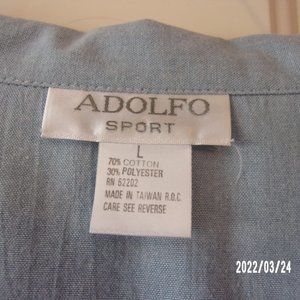 ADOLFO
SPORT
L
70% COTTON
30% POLYESTER
RN 62202
MADE IN TAIWAN R.O.C.
CARE SEE REVERSE
2022/03/24